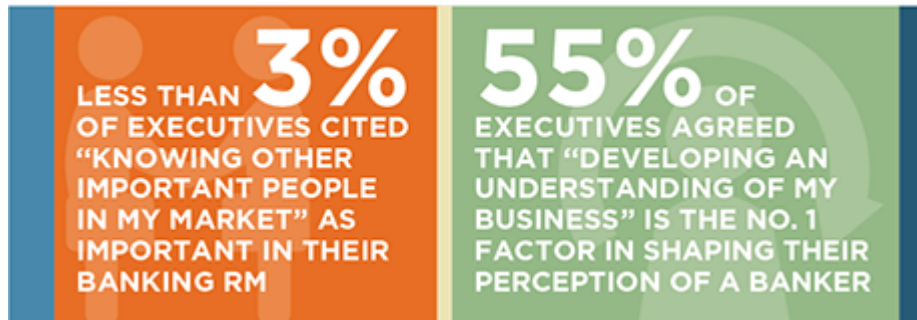 LESS THAN 3%
OF EXECUTIVES CITED
“KNOWING OTHER
IMPORTANT PEOPLE
IN MY MARKET” AS
IMPORTANT IN THEIR
BANKING RM
55% OF
EXECUTIVES AGREED
THAT “DEVELOPING AN
UNDERSTANDING OF MY
BUSINESS” IS THE NO. 1
FACTOR IN SHAPING THEIR
PERCEPTION OF A BANKER